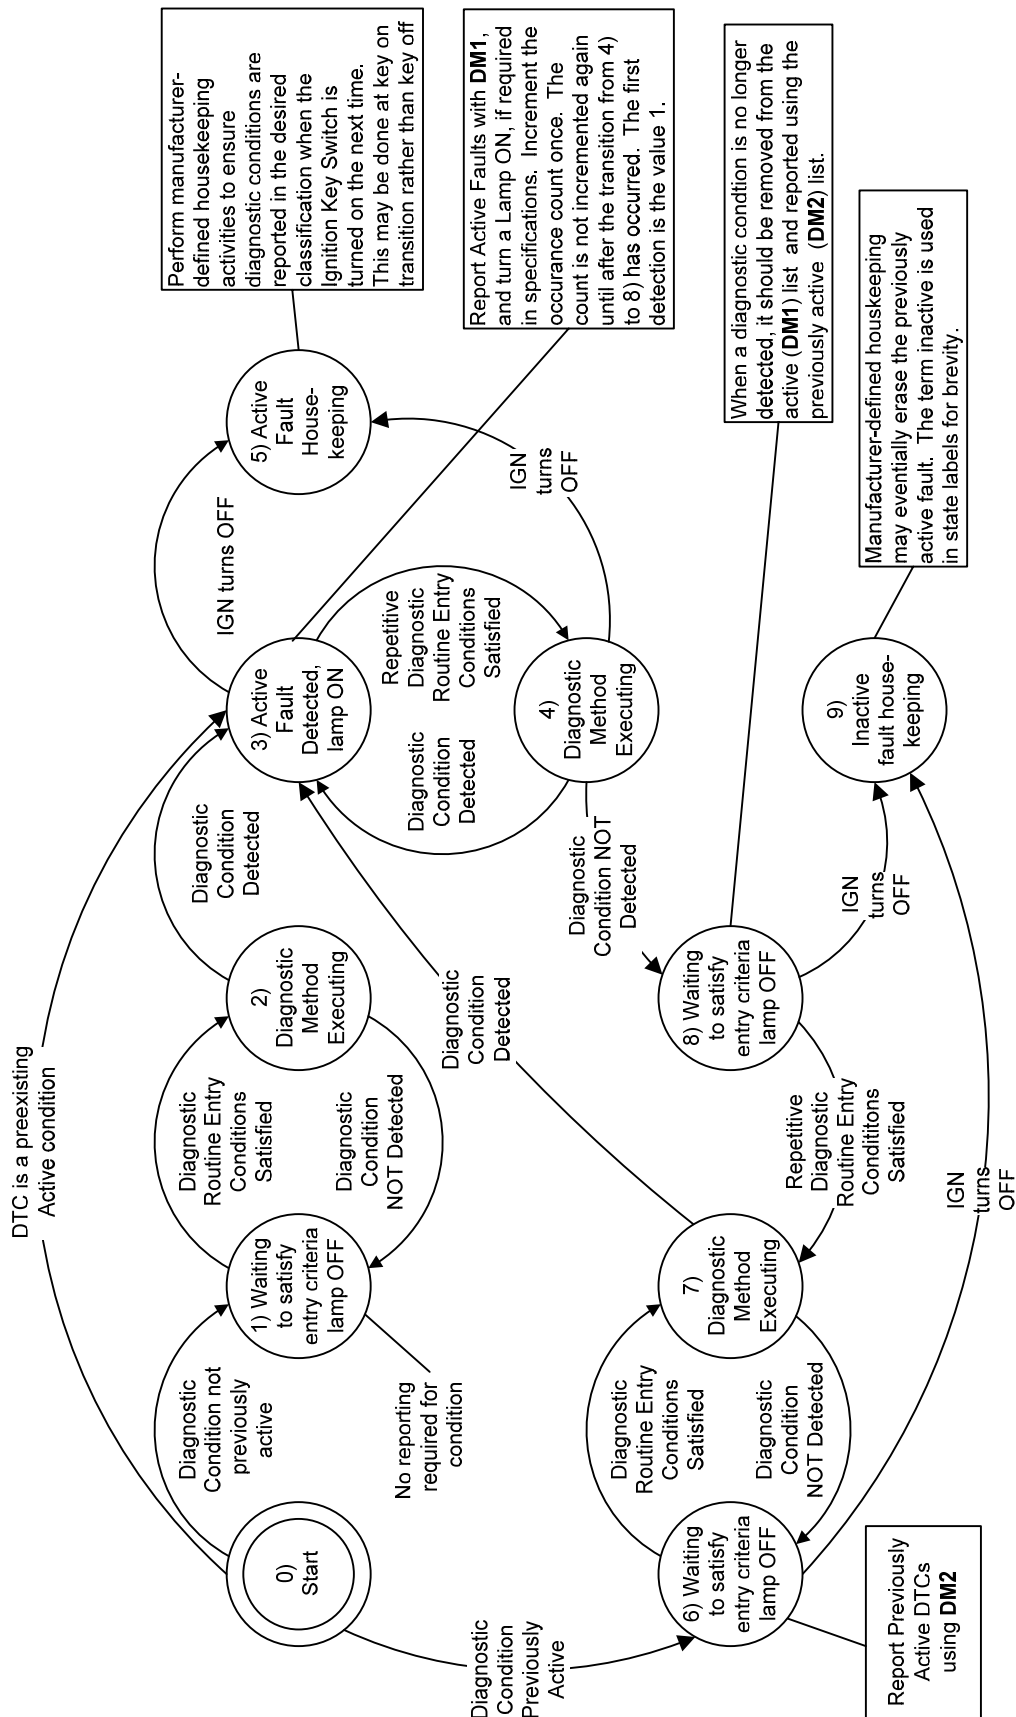 DTC is a preexisting
Active condition
0)
Start
Diagnostic
Condition not
previously
active
1) Waiting
to satisfy
entry criteria
lamp OFF
No reporting
required for
condition
Diagnostic
Routine Entry
Conditions
Satisfied
Diagnostic
Condition
NOT Detected
2)
Diagnostic
Method
Executing
Diagnostic
Condition
Detected
3) Active
Fault
Detected,
lamp ON
IGN turns OFF
5) Active
Fault
House-
keeping
Perform manufacturer-
defined housekeeping
activities to ensure
diagnostic conditions are
reported in the desired
classification when the
Ignition Key Switch is
turned on the next time.
This may be done at key on
transition rather than key off
Report Active Faults with DM1,
and turn a Lamp ON, if required
in specifications. Increment the
occurance count once. The
count is not incremented again
until after the transition from 4)
to 8) has occurred. The first
detection is the value 1.
Repetitive
Diagnostic
Routine Entry
Conditions
Satisfied
Diagnostic
Condition
Detected
4)
Diagnostic
Method
Executing
IGN
turns
OFF
Diagnostic
Condition NOT
Detected
Diagnostic
Condition
Detected
Diagnostic
Condition
Previously
Active
6) Waiting
to satisfy
entry criteria
lamp OFF
Report Previously
Active DTCs
using DM2
Diagnostic
Routine Entry
Conditions
Satisfied
Diagnostic
Condition
NOT Detected
7)
Diagnostic
Method
Executing
Repetitive
Diagnostic
Routine Entry
Condititons
Satisfied
8) Waiting
to satisfy
entry criteria
lamp OFF
When a diagnostic condtion is no longer
detected, it should be removed from the
active (DM1) list and reported using the
previously active (DM2) list.
IGN
turns
OFF
9)
Inactive
fault house-
keeping
Manufacturer-defined houskeeping
may eventially erase the previously
active fault. The term inactive is used
in state labels for brevity.
IGN
turns
OFF